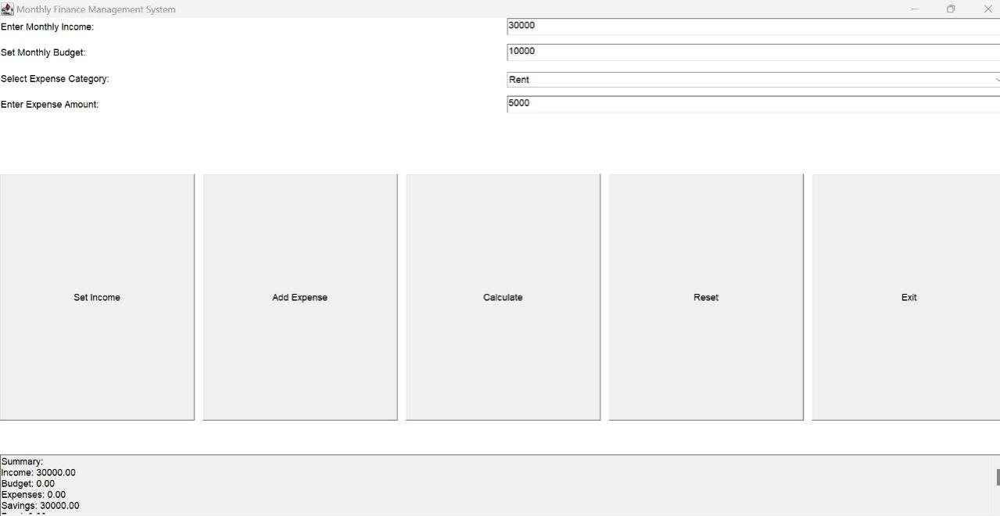 Monthly Finance Management System
Enter Monthly Income: 30000
Set Monthly Budget: 10000
Select Expense Category: Rent
Enter Expense Amount: 5000
Set Income Add Expense Calculate Reset Exit
Summary:
Income: 30000.00
Budget: 0.00
Expenses: 0.00
Savings: 30000.00